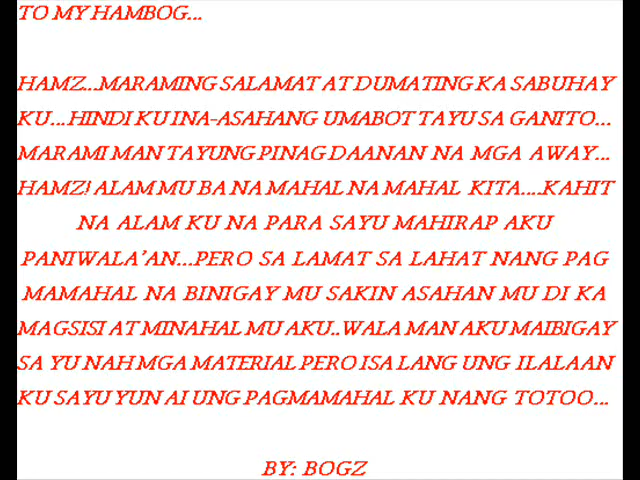 TO MY HAMBOG...
HAMZ...MARAMING SALAMAT AT DUMATING KA SABUHAY
KU...HINDI KU INA-ASAHANG UMABOT TAYU SA GANITO...
MARAMI MAN TAYUNG PINAG DAANAN NA MGA AWAY...
HAMZ! ALAM MU BA NA MAHAL NA MAHAL KITA....KAHIT
NA ALAM KU NA PARA SAYU MAHIRAP AKU
PANIWALA'AN...PERO SA LAMAT SA LAHAT NANG PAG
MAMAHAL NA BINIGAY MU SAKIN ASAHAN MU DI KA
MAGSISI AT MINAHAL MU AKU..WALA MAN AKU MAIBIGAY
SA YU NAH MGA MATERIAL PERO ISA LANG UNG ILALAAN
KU SAYU YUN AI UNG PAGMAMAHAL KU NANG TOTOO...
BY: BOGZ